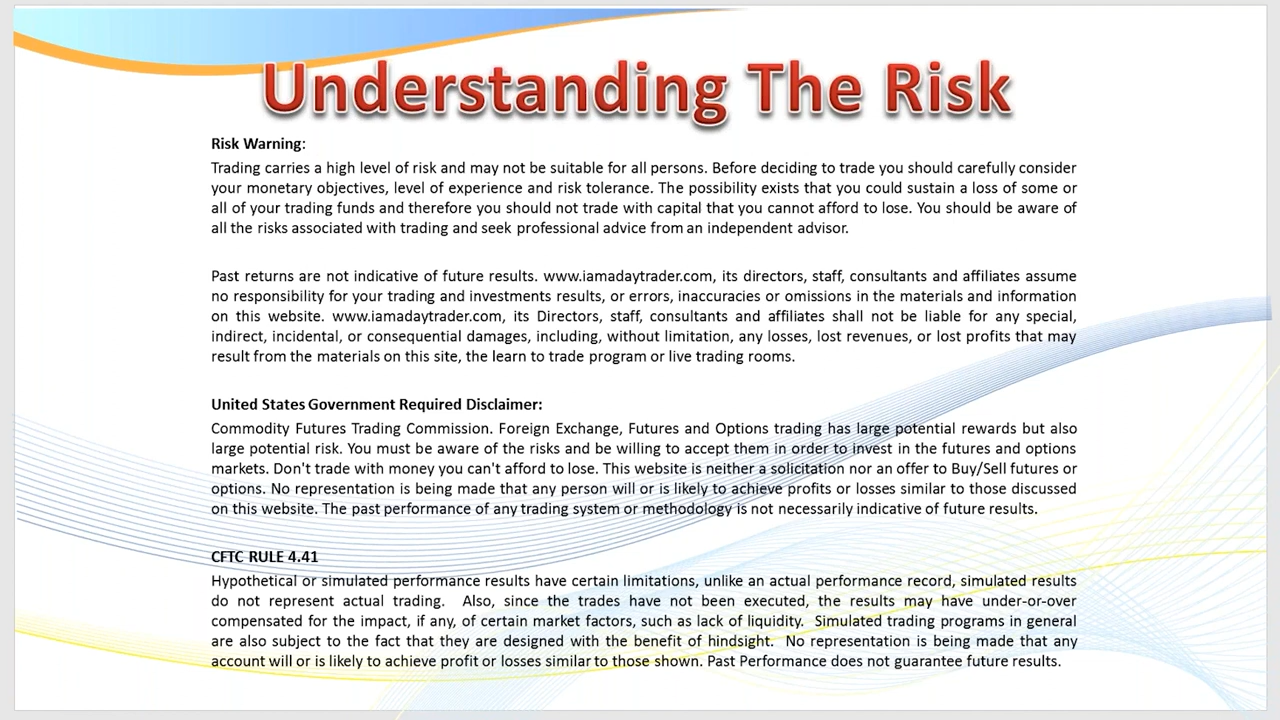 Understanding The Risk
Risk Warning:
Trading carries a high level of risk and may not be suitable for all persons. Before deciding to trade you should carefully consider
your monetary objectives, level of experience and risk tolerance. The possibility exists that you could sustain a loss of some or
all of your trading funds and therefore you should not trade with capital that you cannot afford to lose. You should be aware of
all the risks associated with trading and seek professional advice from an independent advisor.
Past returns are not indicative of future results. www.iamadaytrader.com, its directors, staff, consultants and affiliates assume
no responsibility for your trading and investments results, or errors, inaccuracies or omissions in the materials and information
on this website. www.iamadaytrader.com, its Directors, staff, consultants and affiliates shall not be liable for any special,
indirect, incidental, or consequential damages, including, without limitation, any losses, lost revenues, or lost profits that may
result from the materials on this site, the learn to trade program or live trading rooms.
United States Government Required Disclaimer:
Commodity Futures Trading Commission. Foreign Exchange, Futures and Options trading has large potential rewards but also
large potential risk. You must be aware of the risks and be willing to accept them in order to invest in the futures and options
markets. Don't trade with money you can't afford to lose. This website is neither a solicitation nor an offer to Buy/Sell futures or
options. No representation is being made that any person will or is likely to achieve profits or losses similar to those discussed
on this website. The past performance of any trading system or methodology is not necessarily indicative of future results.
CFTC RULE 4.41
Hypothetical or simulated performance results have certain limitations, unlike an actual performance record, simulated results
do not represent actual trading.  Also, since the trades have not been executed, the results may have under-or-over
compensated for the impact, if any, of certain market factors, such as lack of liquidity.  Simulated trading programs in general
are also subject to the fact that they are designed with the benefit of hindsight.  No representation is being made that any
account will or is likely to achieve profit or losses similar to those shown. Past Performance does not guarantee future results.